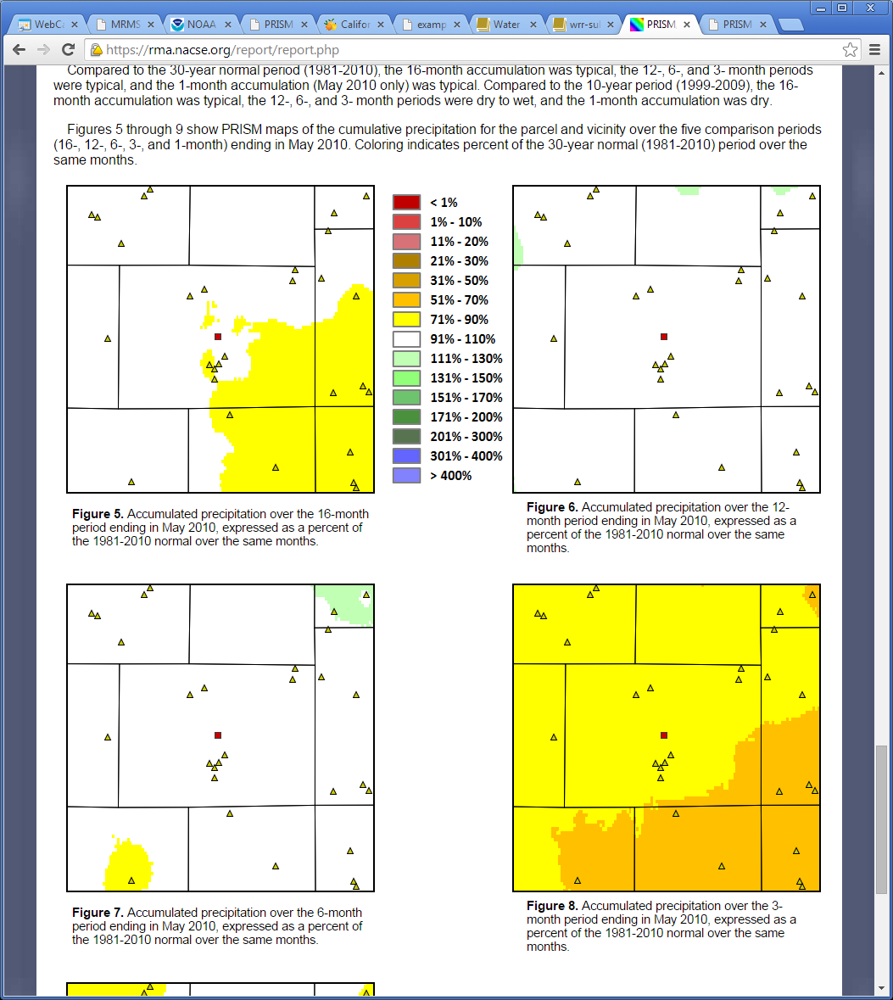 WebCa
MRMS
NOAA
PRISM
Califor
examp
Water
wrr-sul
PRISM
PRISM
https://rma.nacse.org/report/report.php
Compared to the 30-year normal period (1981-2010), the 16-month accumulation was typical, the 12-, 6-, and 3- month periods
were typical, and the 1-month accumulation (May 2010 only) was typical. Compared to the 10-year period (1999-2009), the 16-
month accumulation was typical, the 12-, 6-, and 3- month periods were dry to wet, and the 1-month accumulation was dry.
Figures 5 through 9 show PRISM maps of the cumulative precipitation for the parcel and vicinity over the five comparison periods
(16-, 12-, 6-, 3-, and 1-month) ending in May 2010. Coloring indicates percent of the 30-year normal (1981-2010) period over the
same months.
< 1%
1% - 10%
11% - 20%
21% - 30%
31% - 50%
51% - 70%
71% - 90%
91% - 110%
111% - 130%
131% - 150%
151% - 170%
171% - 200%
201% - 300%
301% - 400%
> 400%
Figure 5. Accumulated precipitation over the 16-month
period ending in May 2010, expressed as a percent of
the 1981-2010 normal over the same months.
Figure 6. Accumulated precipitation over the 12-
month period ending in May 2010, expressed as a
percent of the 1981-2010 normal over the same
months.
Figure 7. Accumulated precipitation over the 6-month
period ending in May 2010, expressed as a percent of
the 1981-2010 normal over the same months.
Figure 8. Accumulated precipitation over the 3-
month period ending in May 2010, expressed as a
percent of the 1981-2010 normal over the same
months.